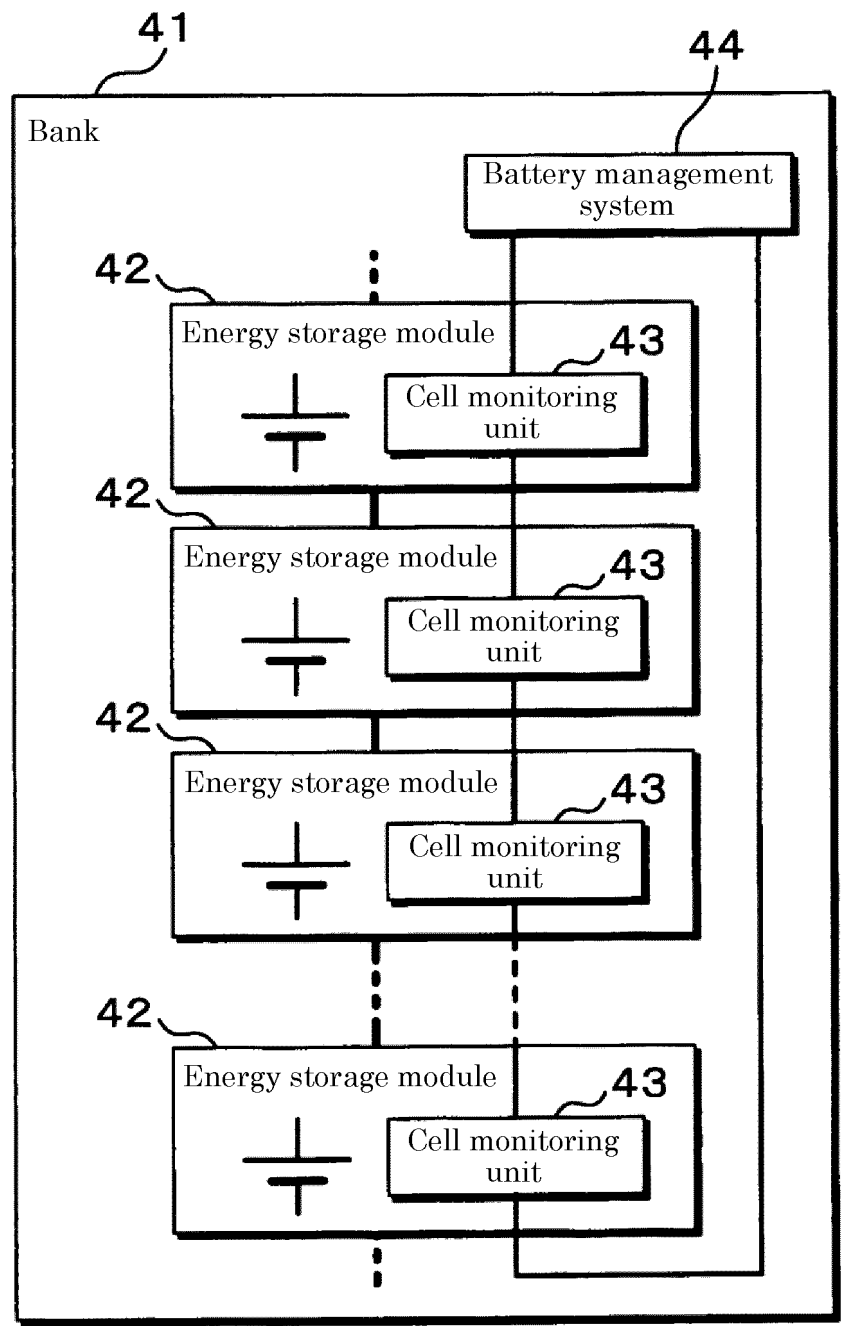 41
44
Bank
Battery management
system
42
Energy storage module
43
Cell monitoring
unit
42
Energy storage module
43
Cell monitoring
unit
42
Energy storage module
43
Cell monitoring
unit
42
Energy storage module
43
Cell monitoring
unit